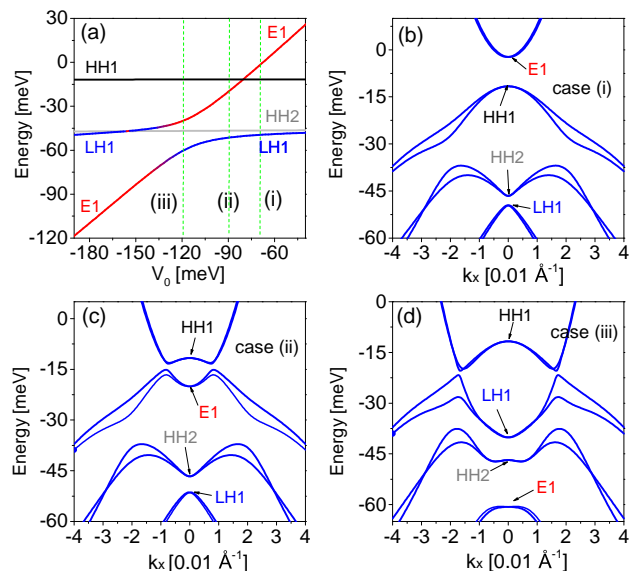 (a)
E1
HH1
HH2
LH1
LH1
E1
(iii)
(ii)
(i)
Energy [meV]
30
0
-30
-60
-90
-120
-190
-160
-130
-100
-70
V₀ [meV]
(b)
E1
case (i)
HH1
HH2
LH1
Energy [meV]
0
-15
-30
-45
-60
-4 -3 -2 -1 0 1 2 3 4
kx [0.01 Å⁻¹]
(c)
HH1
case (ii)
E1
HH2
LH1
Energy [meV]
0
-15
-30
-45
-60
-4 -3 -2 -1 0 1 2 3 4
kx [0.01 Å⁻¹]
(d)
HH1
case (iii)
LH1
HH2
E1
Energy [meV]
0
-15
-30
-45
-60
-4 -3 -2 -1 0 1 2 3 4
kx [0.01 Å⁻¹]